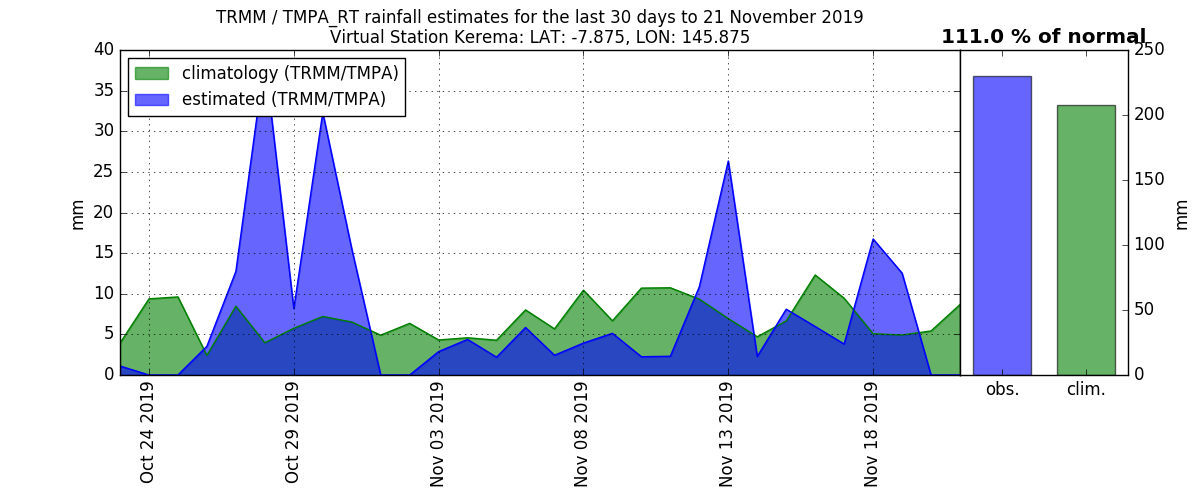 TRMM / TMPA_RT rainfall estimates for the last 30 days to 21 November 2019
Virtual Station Kerema: LAT: -7.875, LON: 145.875
111.0 % of normal
climatology (TRMM/TMPA)
estimated (TRMM/TMPA)
40
35
30
25
20
15
10
5
0
mm
Oct 24 2019
Oct 29 2019
Nov 03 2019
Nov 08 2019
Nov 13 2019
Nov 18 2019
obs.
clim.
250
200
150
100
50
0
mm